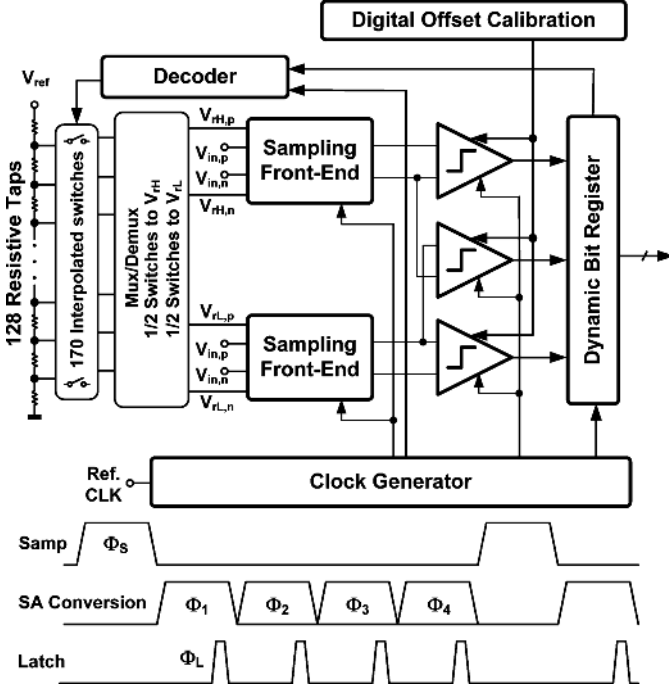 Digital Offset Calibration
Decoder
Vref
128 Resistive Taps
170 Interpolated switches
Mux/Demux
1/2 Switches to VrH
1/2 Switches to VrL
VrH,p
Vin,p
Vin,n
VrH,n
Sampling
Front-End
VrL,p
Vin,p
Vin,n
VrL,n
Sampling
Front-End
Dynamic Bit Register
Ref.
CLK
Clock Generator
Samp ΦS
SA Conversion Φ1 Φ2 Φ3 Φ4
Latch ΦL